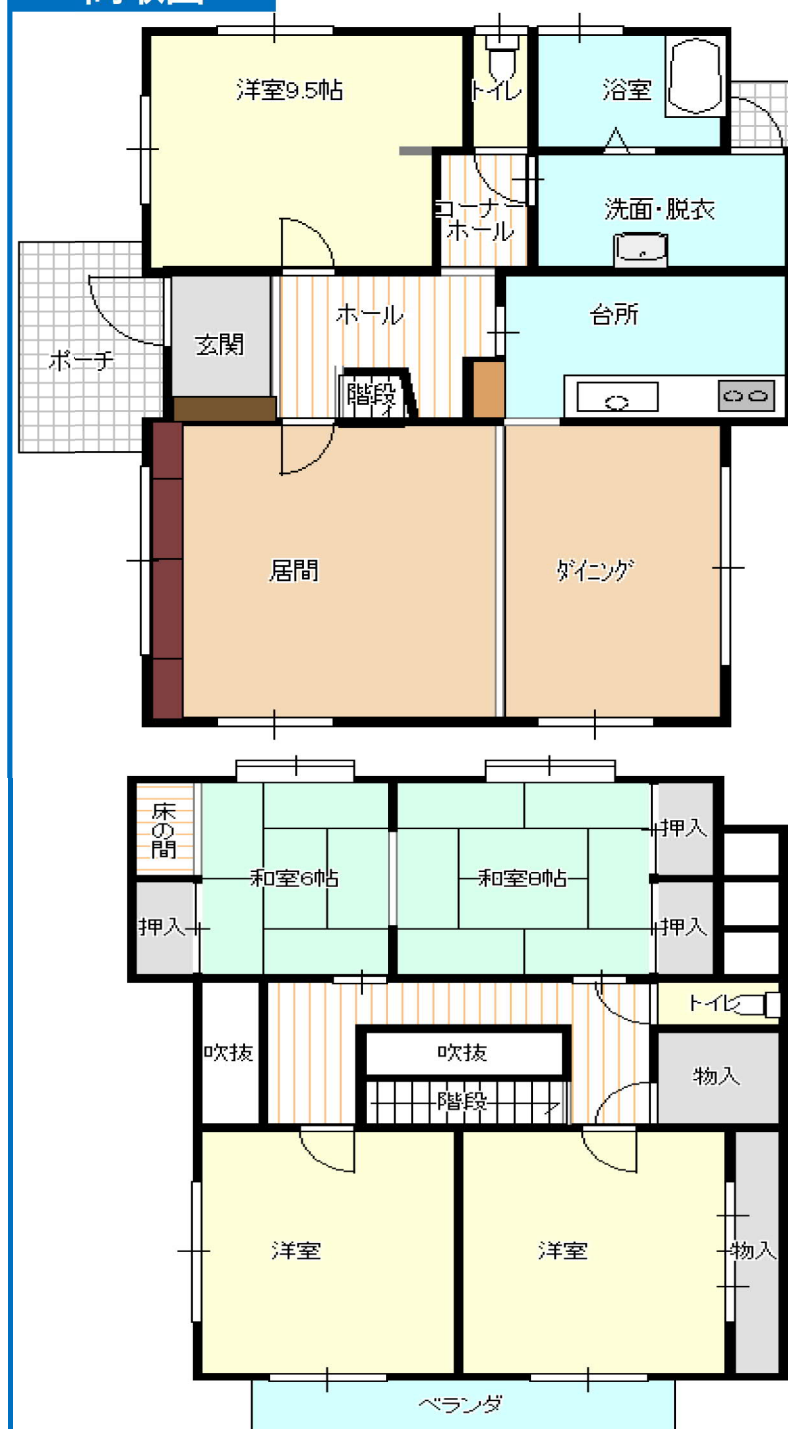 間取図
洋室9.5帖
トイレ
浴室
コーナー
ホール
洗面・脱衣
ポーチ
玄関
ホール
台所
階段
居間
ダイニング
床の間
和室6帖
和室8帖
押入
押入
押入
吹抜
吹抜
階段
トイレ
物入
洋室
洋室
物入
ベランダ